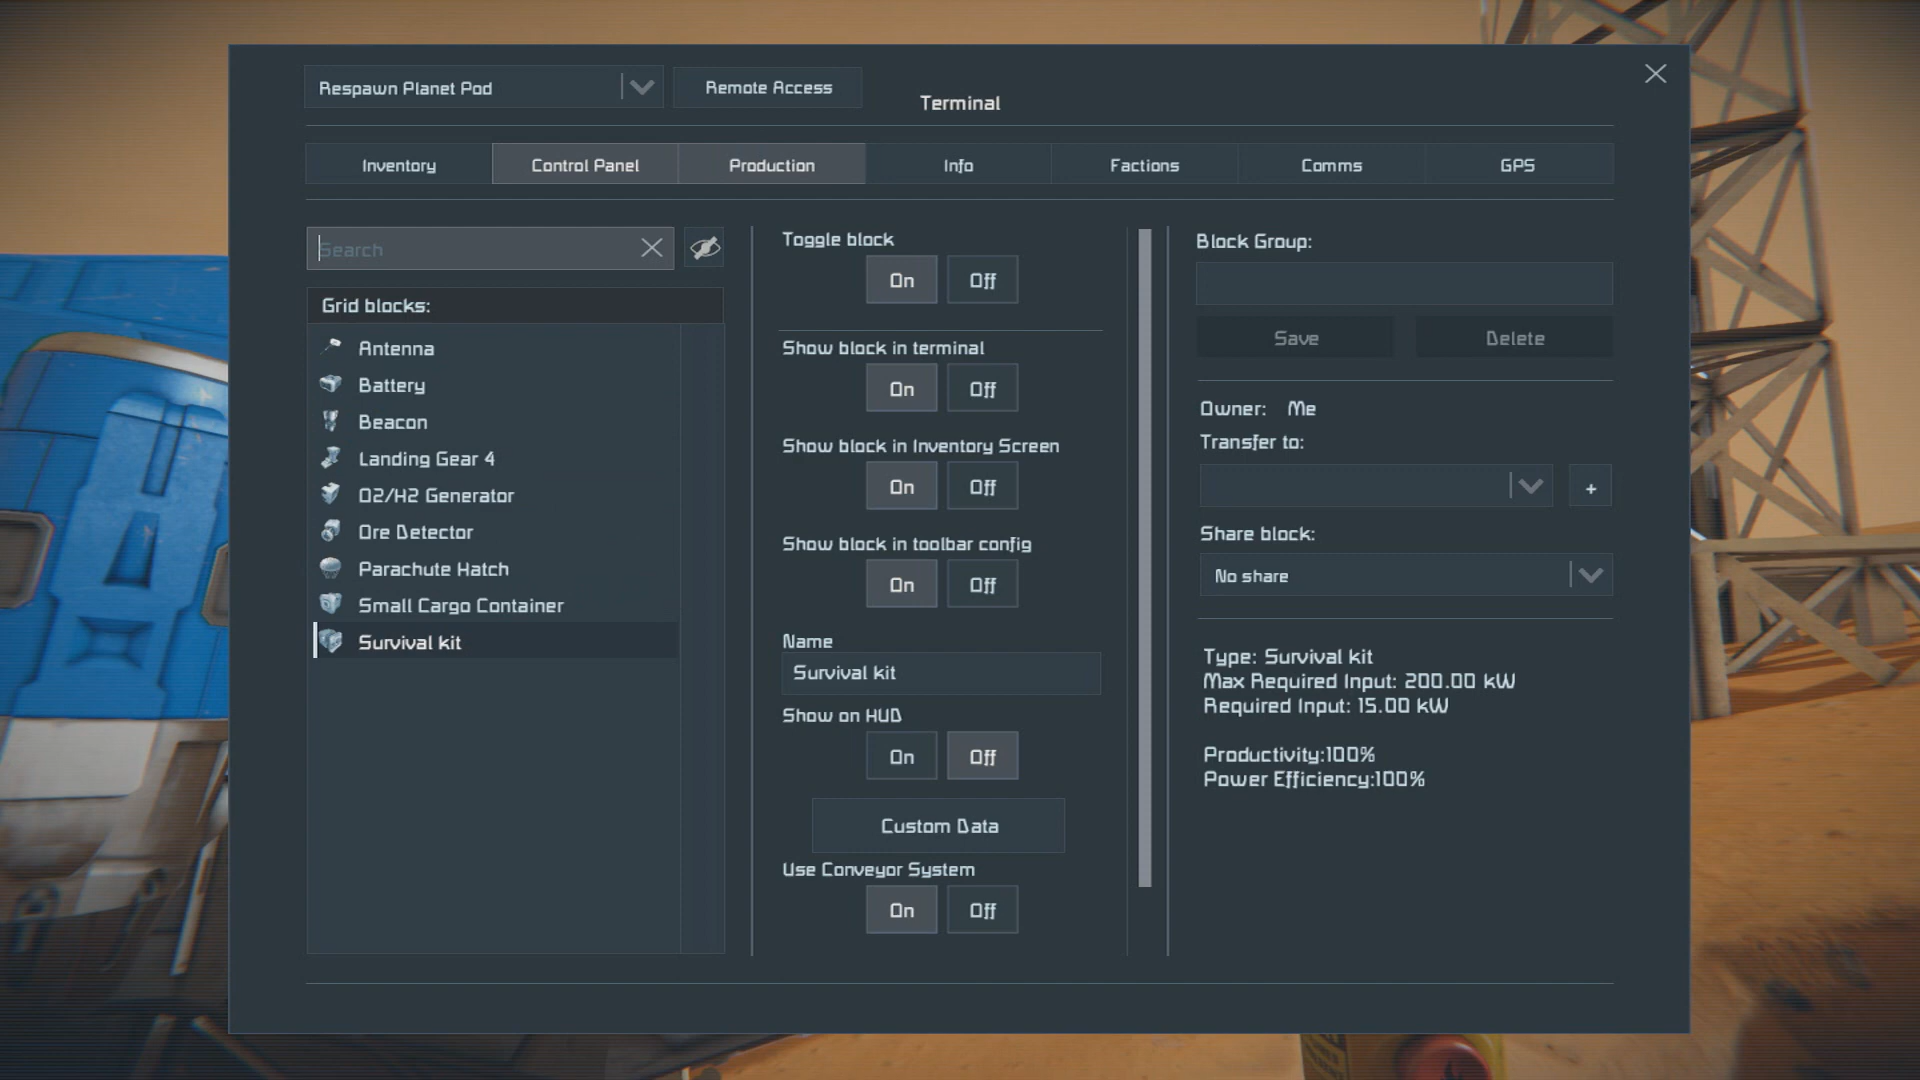 Respawn Planet Pod
Remote Access
Terminal
Inventory
Control Panel
Production
Info
Factions
Comms
GPS
Search
Grid blocks:
Antenna
Battery
Beacon
Landing Gear 4
O2/H2 Generator
Ore Detector
Parachute Hatch
Small Cargo Container
Survival kit
Toggle block
On
Off
Show block in terminal
On
Off
Show block in Inventory Screen
On
Off
Show block in toolbar config
On
Off
Name
Survival kit
Show on HUD
On
Off
Custom Data
Use Conveyor System
On
Off
Block Group:
Save
Delete
Owner: Me
Transfer to:
+
Share block:
No share
Type: Survival kit
Max Required Input: 200.00 kW
Required Input: 15.00 kW
Productivity:100%
Power Efficiency:100%